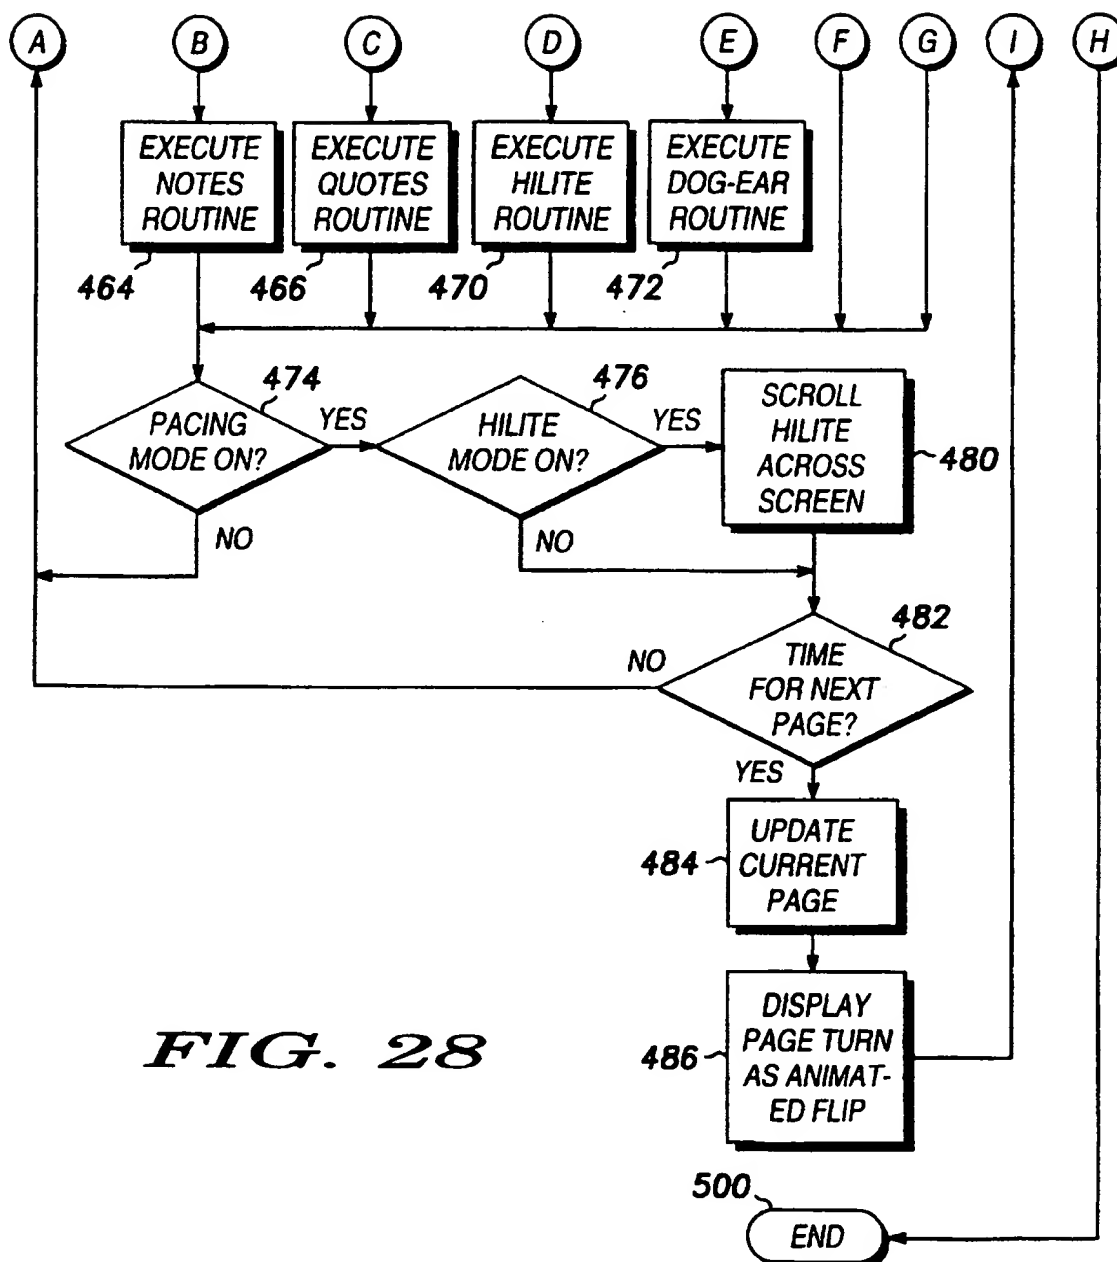 A B C D E F G I H
EXECUTE
NOTES
ROUTINE
464
EXECUTE
QUOTES
ROUTINE
466
EXECUTE
HILITE
ROUTINE
470
EXECUTE
DOG-EAR
ROUTINE
472
PACING
MODE ON?
474
YES
NO
HILITE
MODE ON?
476
YES
NO
SCROLL
HILITE
ACROSS
SCREEN
480
TIME
FOR NEXT
PAGE?
482
NO
YES
UPDATE
CURRENT
PAGE
484
DISPLAY
PAGE TURN
AS ANIMAT-
ED FLIP
486
FIG. 28
500
END